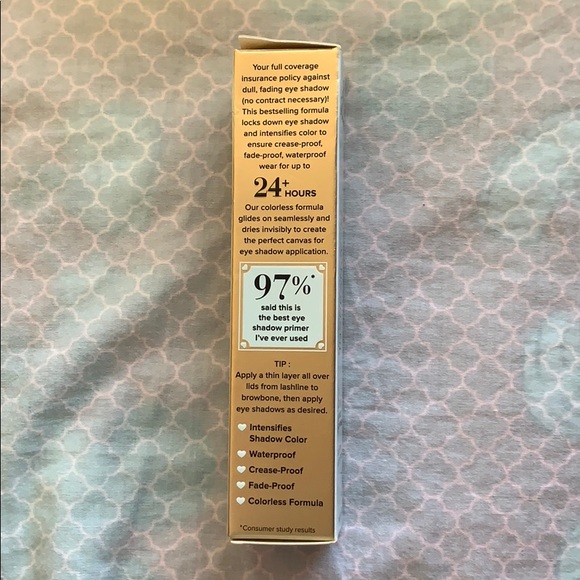 Your full coverage
insurance policy against
dull, fading eye shadow
(no contract necessary)!
This bestselling formula
locks down eye shadow
and intensifies color to
ensure crease-proof,
fade-proof, waterproof
wear for up to
24+ HOURS
Our colorless formula
glides on seamlessly and
dries invisibly to create
the perfect canvas for
eye shadow application.
97%*
said this is
the best eye
shadow primer
I've ever used
TIP :
Apply a thin layer all over
lids from lashline to
browbone, then apply
eye shadows as desired.
Intensifies
Shadow Color
Waterproof
Crease-Proof
Fade-Proof
Colorless Formula
*Consumer study results